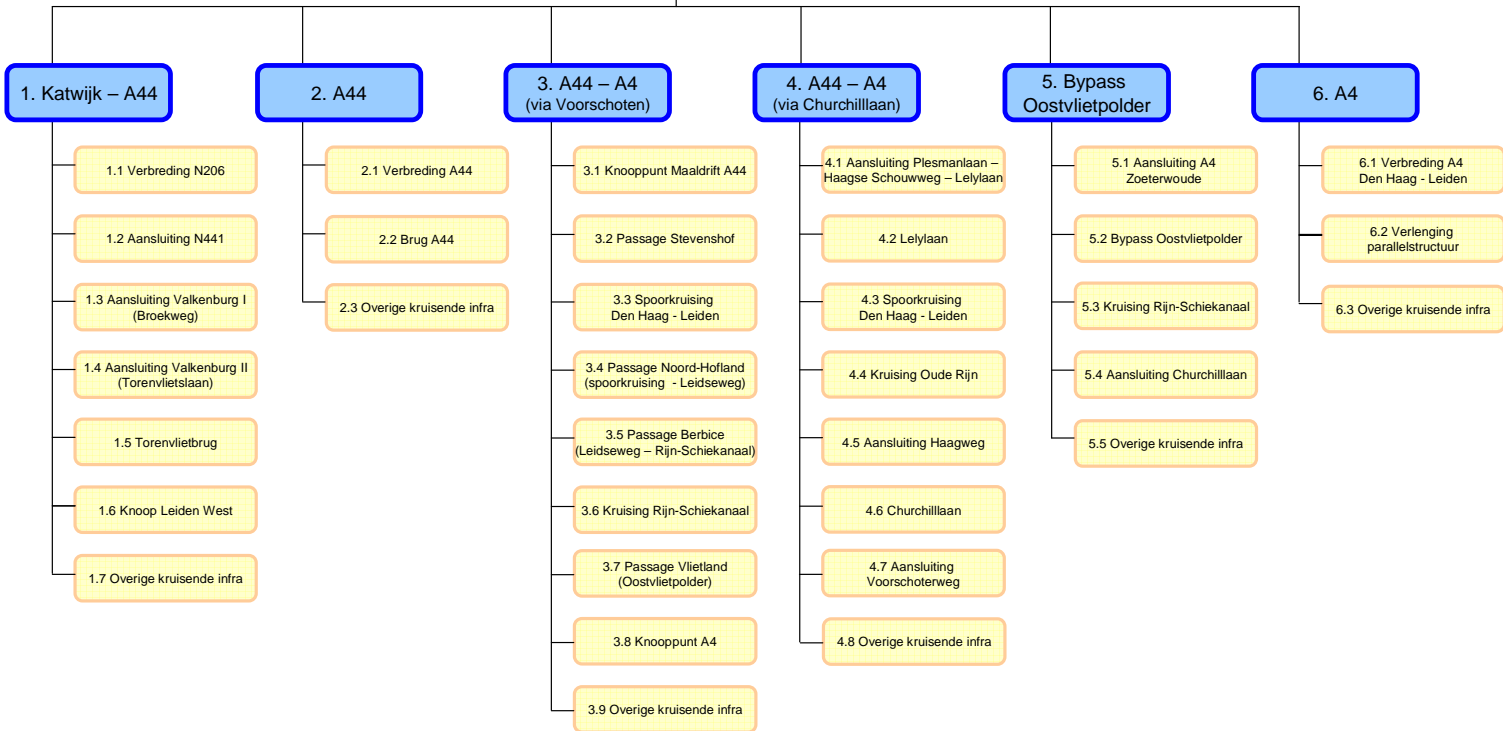 1. Katwijk – A44
1.1 Verbreding N206
1.2 Aansluiting N441
1.3 Aansluiting Valkenburg I
(Broekweg)
1.4 Aansluiting Valkenburg II
(Torenvlietslaan)
1.5 Torenvlietbrug
1.6 Knoop Leiden West
1.7 Overige kruisende infra
2. A44
2.1 Verbreding A44
2.2 Brug A44
2.3 Overige kruisende infra
3. A44 – A4
(via Voorschoten)
3.1 Knooppunt Maaldrift A44
3.2 Passage Stevenshof
3.3 Spoorkruising
Den Haag - Leiden
3.4 Passage Noord-Hofland
(spoorkruising - Leidseweg)
3.5 Passage Berbice
(Leidseweg – Rijn-Schiekanaal)
3.6 Kruising Rijn-Schiekanaal
3.7 Passage Vlietland
(Oostvlietpolder)
3.8 Knooppunt A4
3.9 Overige kruisende infra
4. A44 – A4
(via Churchilllaan)
4.1 Aansluiting Plesmanlaan –
Haagse Schouwweg – Lelylaan
4.2 Lelylaan
4.3 Spoorkruising
Den Haag - Leiden
4.4 Kruising Oude Rijn
4.5 Aansluiting Haagweg
4.6 Churchilllaan
4.7 Aansluiting
Voorschoterweg
4.8 Overige kruisende infra
5. Bypass
Oostvlietpolder
5.1 Aansluiting A4
Zoeterwoude
5.2 Bypass Oostvlietpolder
5.3 Kruising Rijn-Schiekanaal
5.4 Aansluiting Churchilllaan
5.5 Overige kruisende infra
6. A4
6.1 Verbreding A4
Den Haag - Leiden
6.2 Verlenging
parallelstructuur
6.3 Overige kruisende infra